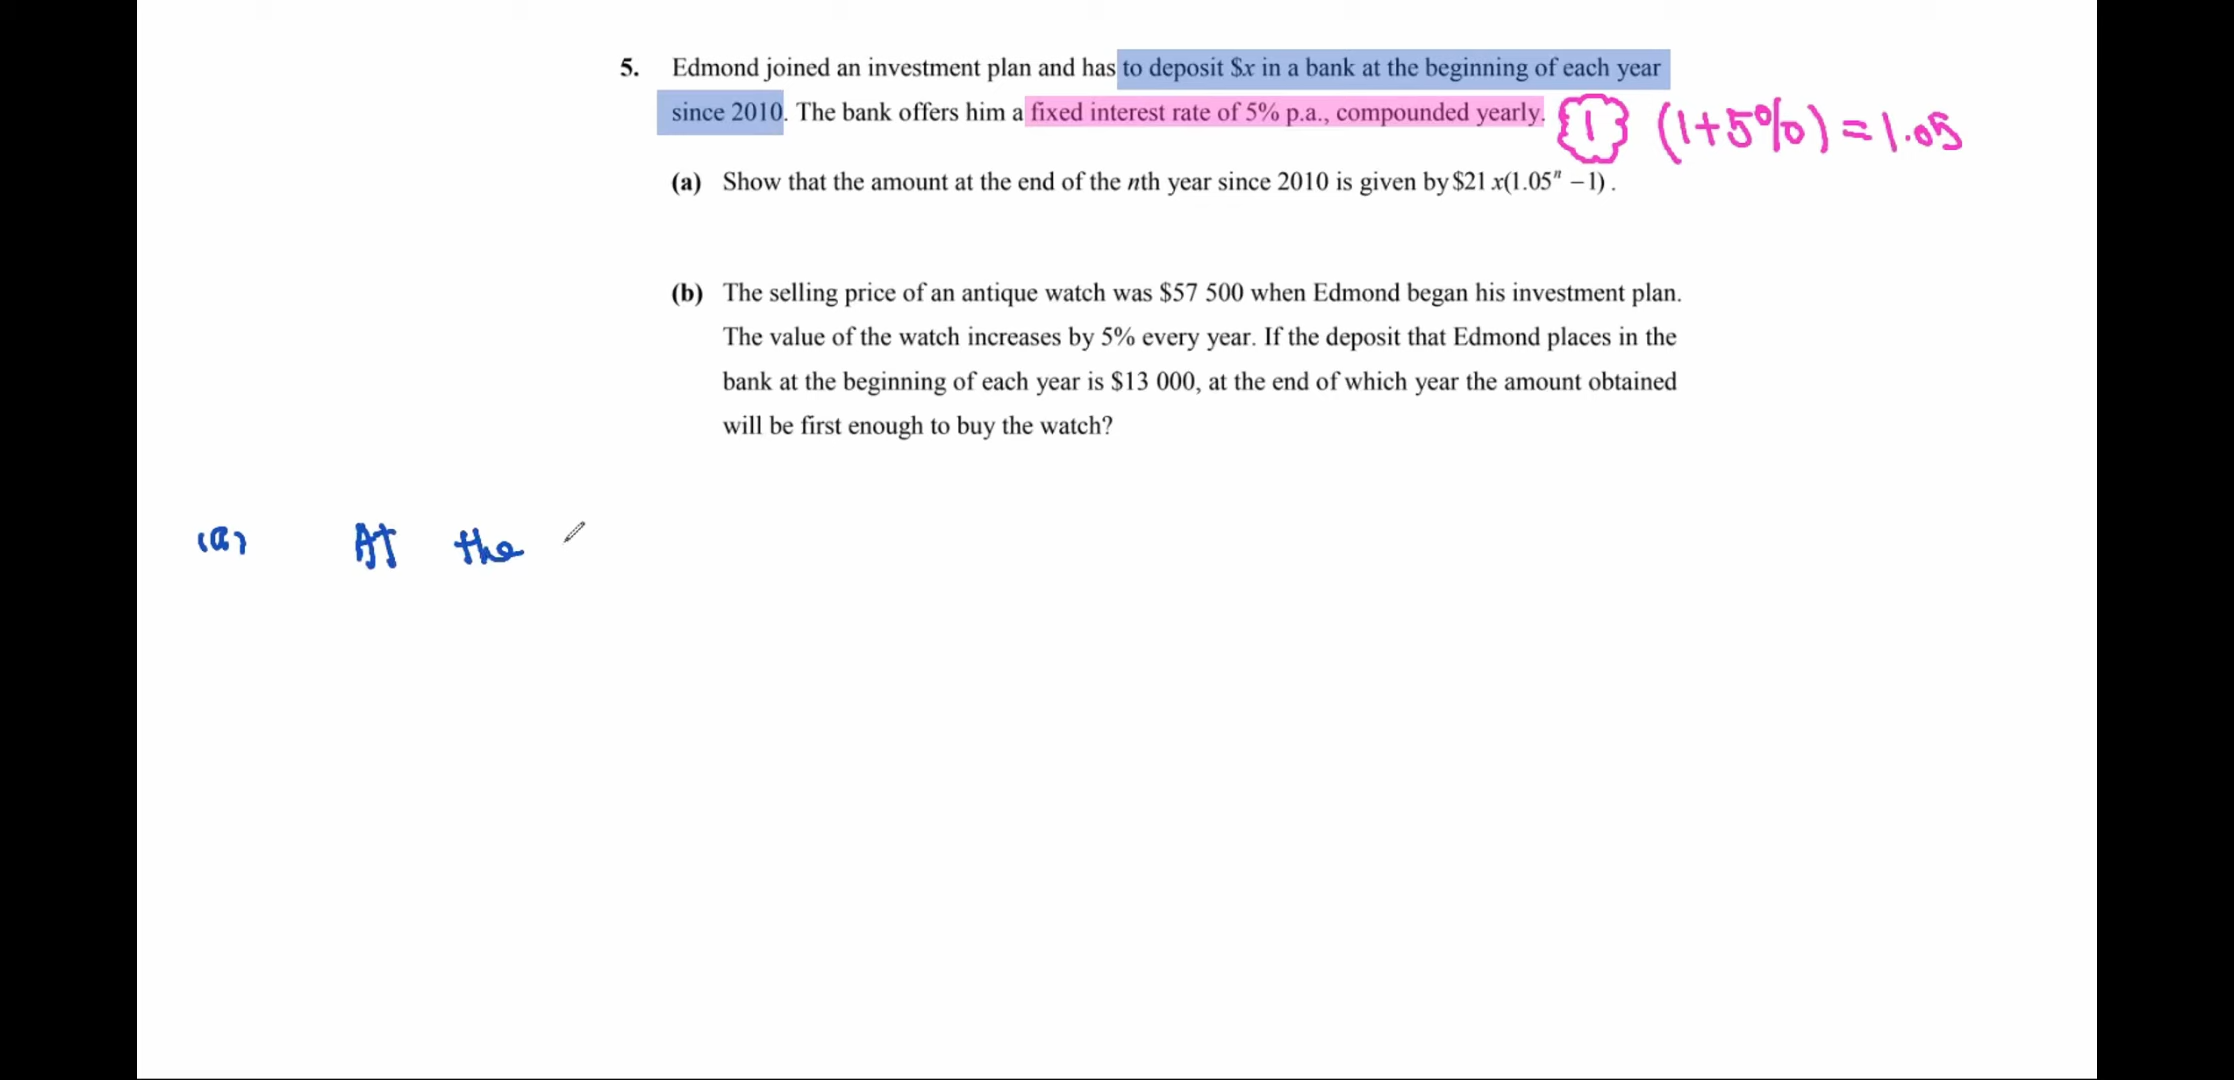 5. Edmond joined an investment plan and has to deposit $x in a bank at the beginning of each year
since 2010. The bank offers him a fixed interest rate of 5% p.a., compounded yearly. {1} (1+5%) = 1.05
(a) Show that the amount at the end of the nth year since 2010 is given by $21 x(1.05ⁿ – 1) .
(b) The selling price of an antique watch was $57 500 when Edmond began his investment plan.
The value of the watch increases by 5% every year. If the deposit that Edmond places in the
bank at the beginning of each year is $13 000, at the end of which year the amount obtained
will be first enough to buy the watch?
(a) At the